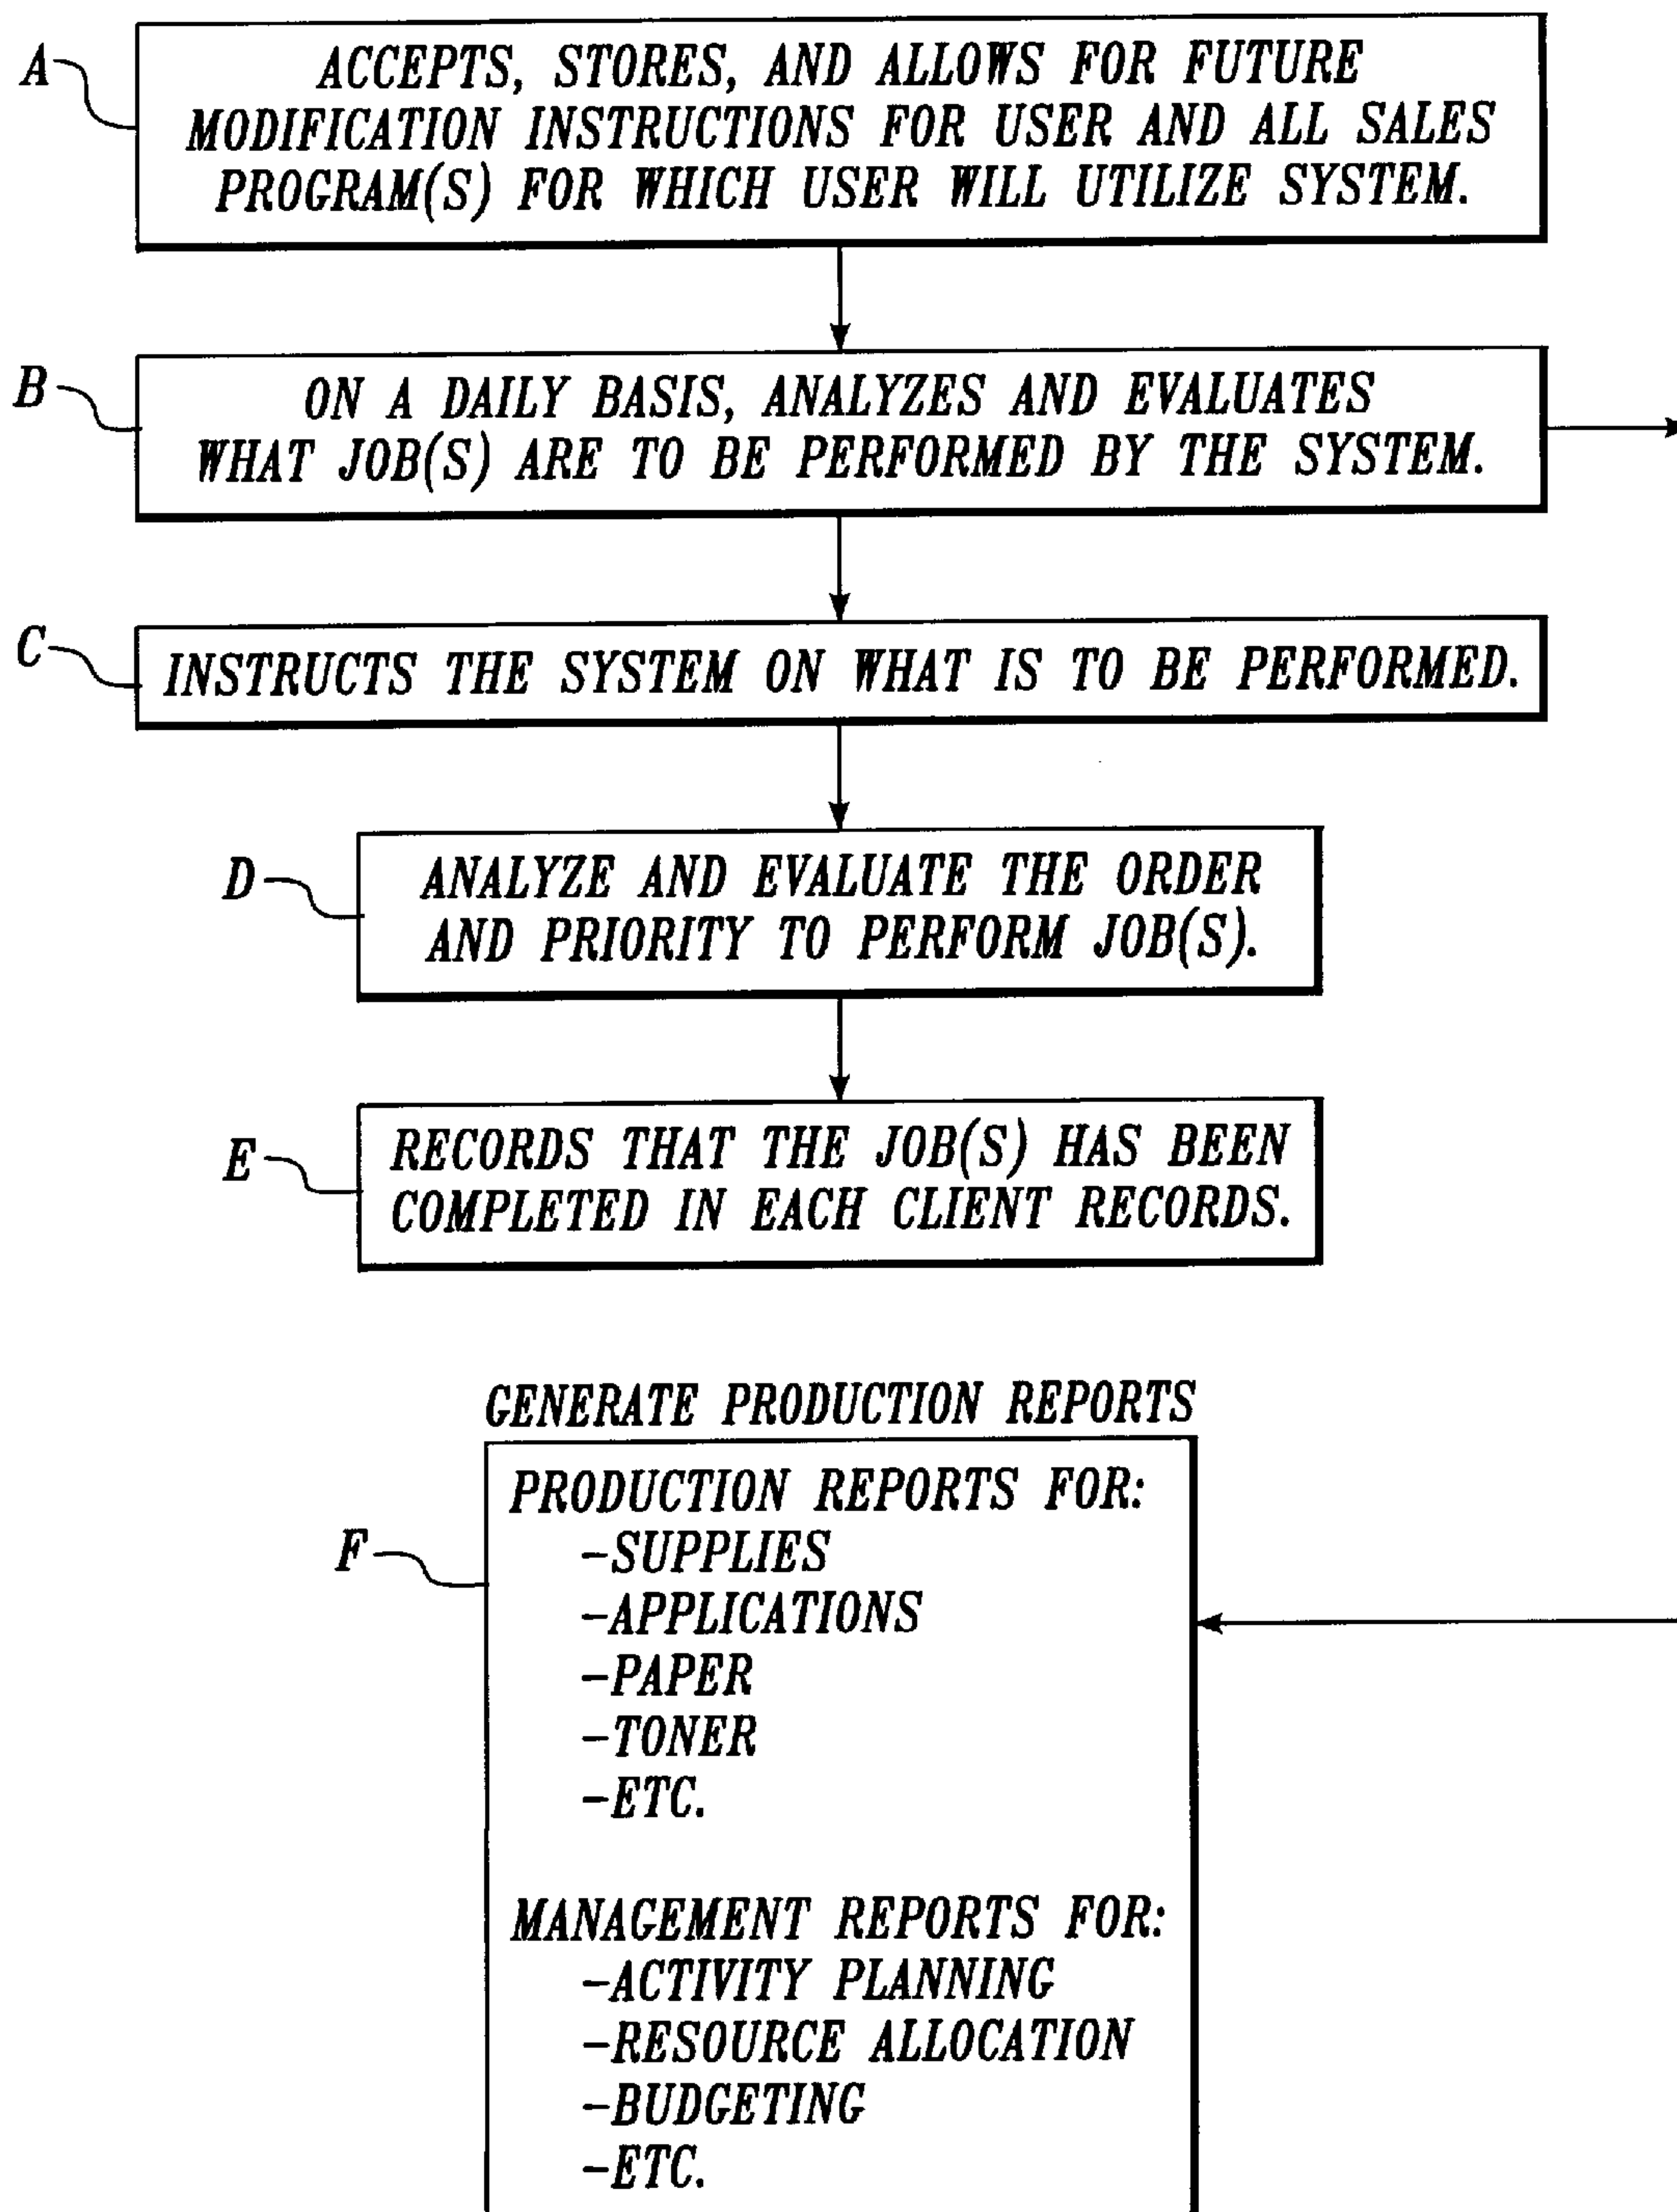 A
ACCEPTS, STORES, AND ALLOWS FOR FUTURE
MODIFICATION INSTRUCTIONS FOR USER AND ALL SALES
PROGRAM(S) FOR WHICH USER WILL UTILIZE SYSTEM.
B
ON A DAILY BASIS, ANALYZES AND EVALUATES
WHAT JOB(S) ARE TO BE PERFORMED BY THE SYSTEM.
C
INSTRUCTS THE SYSTEM ON WHAT IS TO BE PERFORMED.
D
ANALYZE AND EVALUATE THE ORDER
AND PRIORITY TO PERFORM JOB(S).
E
RECORDS THAT THE JOB(S) HAS BEEN
COMPLETED IN EACH CLIENT RECORDS.
GENERATE PRODUCTION REPORTS
F
PRODUCTION REPORTS FOR:
-SUPPLIES
-APPLICATIONS
-PAPER
-TONER
-ETC.
MANAGEMENT REPORTS FOR:
-ACTIVITY PLANNING
-RESOURCE ALLOCATION
-BUDGETING
-ETC.